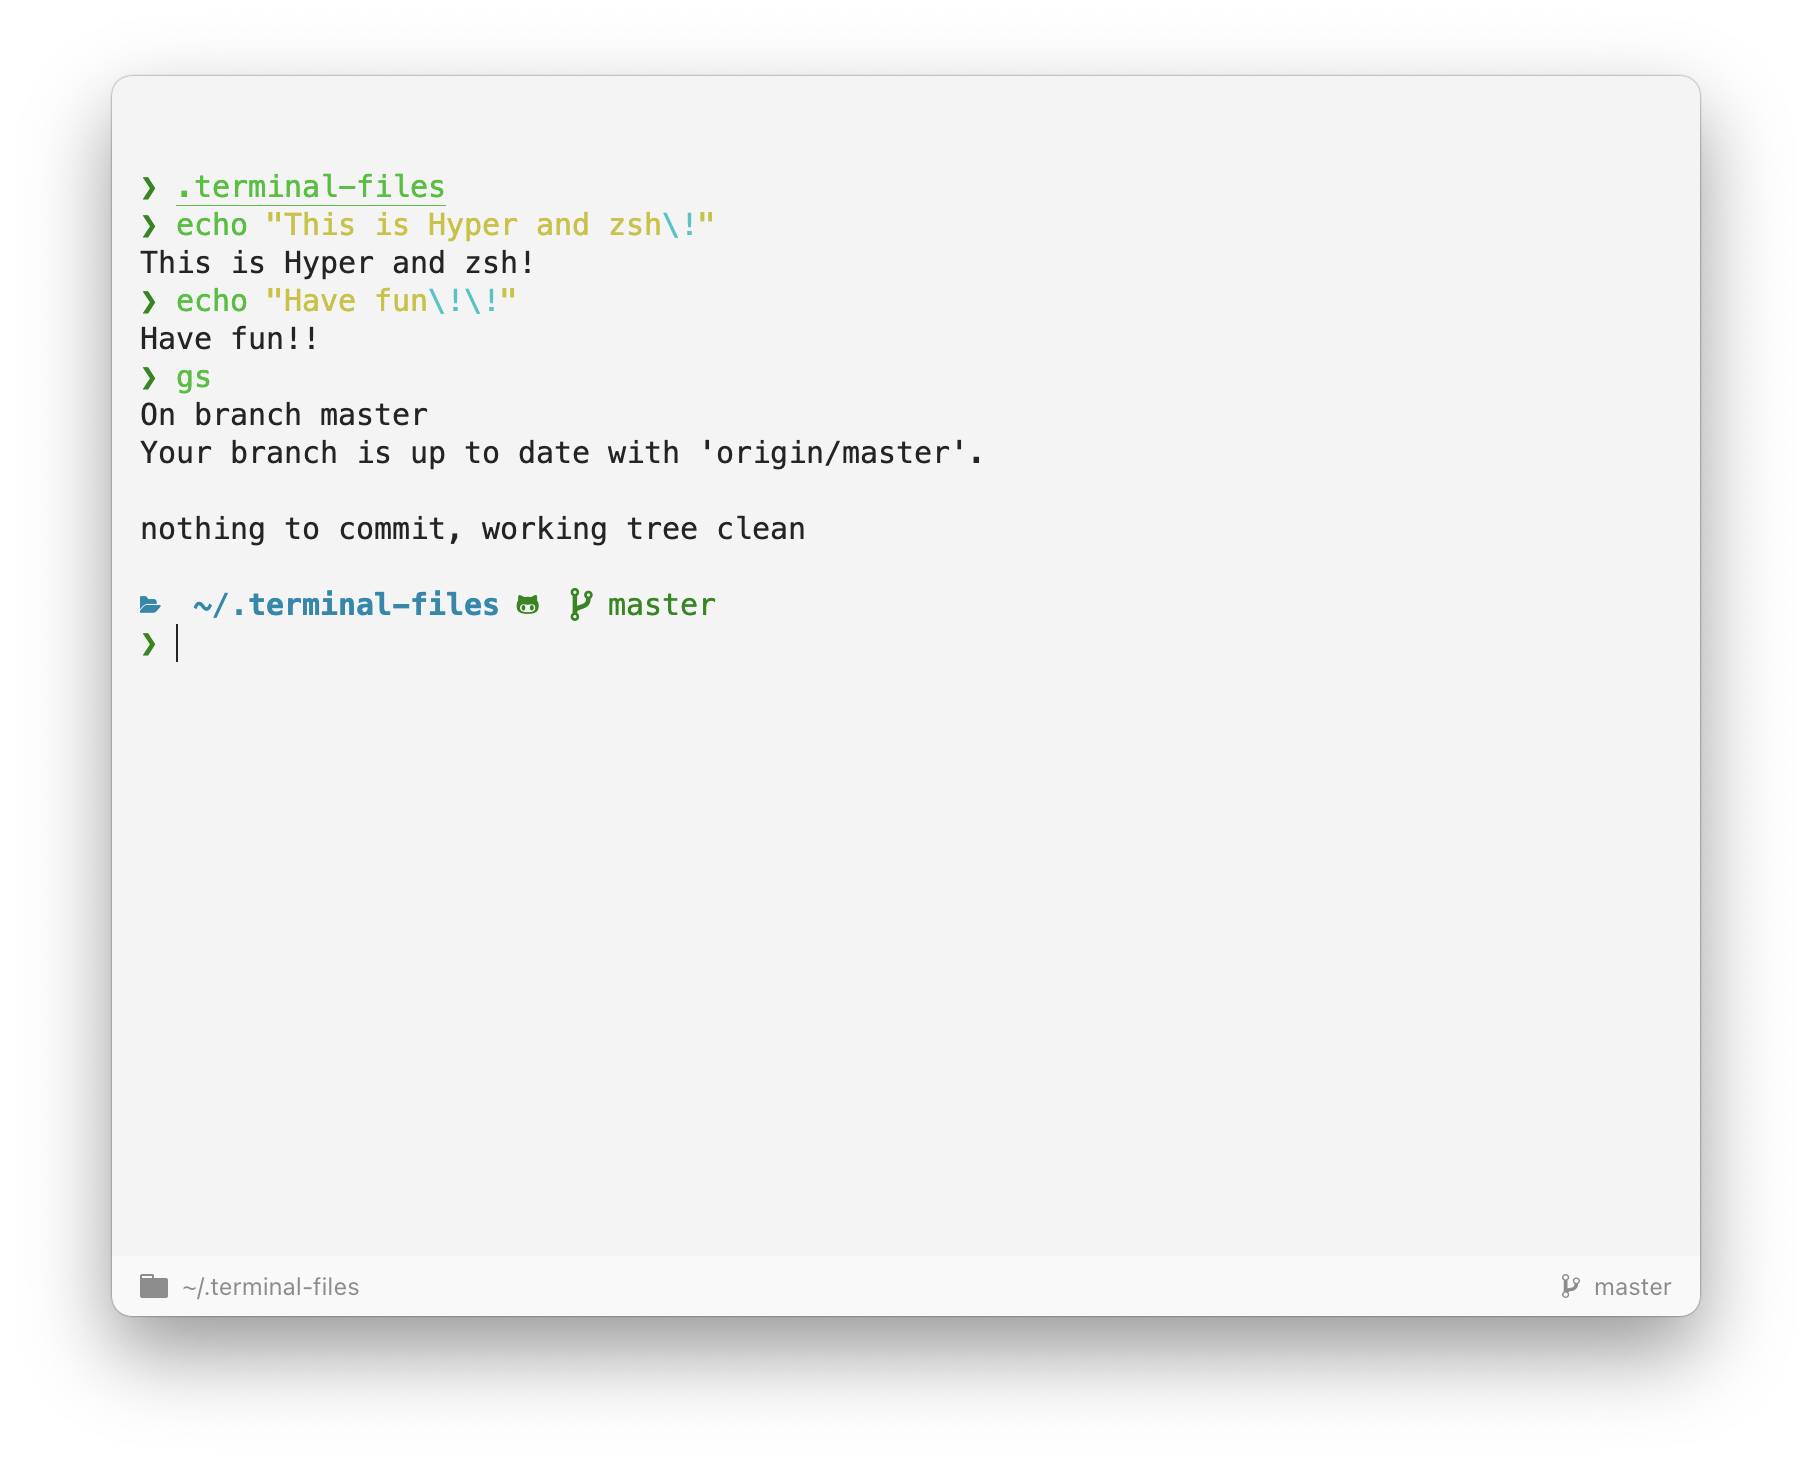 ❯ .terminal-files
❯ echo "This is Hyper and zsh\!"
This is Hyper and zsh!
❯ echo "Have fun\!\!"
Have fun!!
❯ gs
On branch master
Your branch is up to date with 'origin/master'.
nothing to commit, working tree clean
~/.terminal-files master
❯
~/.terminal-files
master